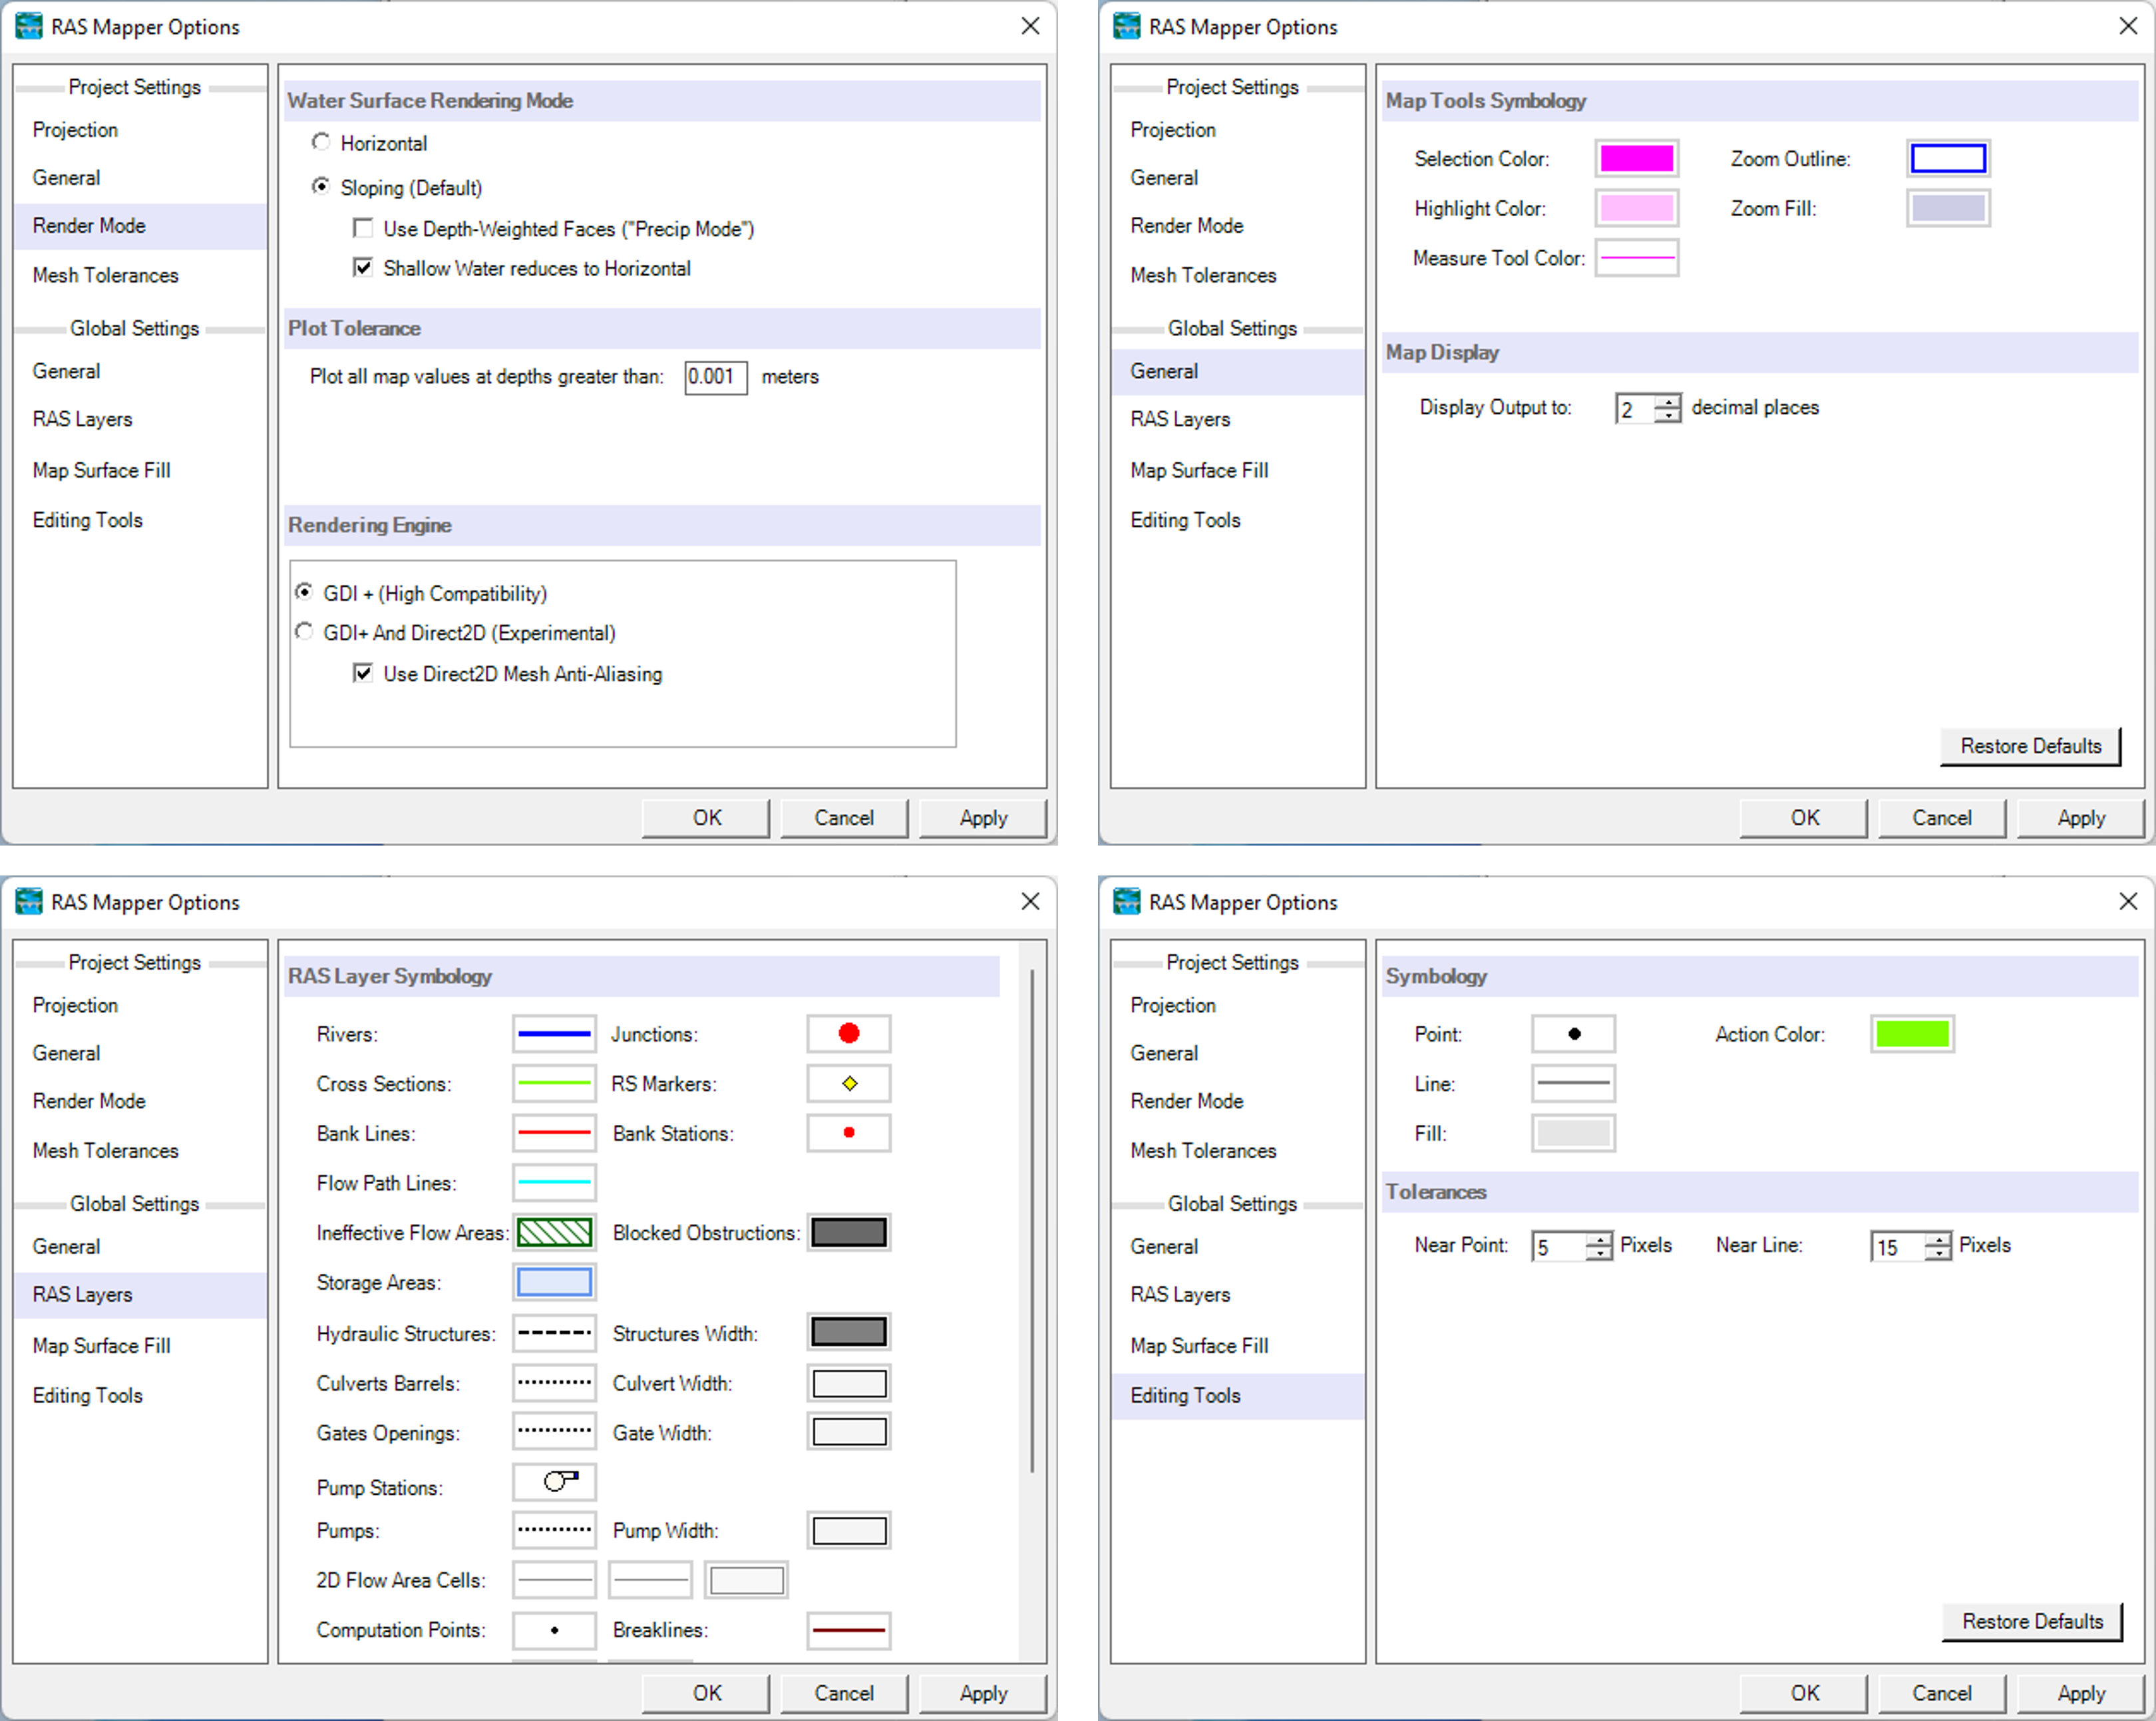 RAS Mapper Options
Project Settings
Projection
General
Render Mode
Mesh Tolerances
Global Settings
General
RAS Layers
Map Surface Fill
Editing Tools
Water Surface Rendering Mode
Horizontal
Sloping (Default)
Use Depth-Weighted Faces ("Precip Mode")
Shallow Water reduces to Horizontal
Plot Tolerance
Plot all map values at depths greater than: 0.001 meters
Rendering Engine
GDI + (High Compatibility)
GDI+ And Direct2D (Experimental)
Use Direct2D Mesh Anti-Aliasing
OK Cancel Apply
RAS Mapper Options
Project Settings
Projection
General
Render Mode
Mesh Tolerances
Global Settings
General
RAS Layers
Map Surface Fill
Editing Tools
Map Tools Symbology
Selection Color: Zoom Outline:
Highlight Color: Zoom Fill:
Measure Tool Color:
Map Display
Display Output to: 2 decimal places
Restore Defaults
OK Cancel Apply
RAS Mapper Options
Project Settings
Projection
General
Render Mode
Mesh Tolerances
Global Settings
General
RAS Layers
Map Surface Fill
Editing Tools
RAS Layer Symbology
Rivers: Junctions:
Cross Sections: RS Markers:
Bank Lines: Bank Stations:
Flow Path Lines:
Ineffective Flow Areas: Blocked Obstructions:
Storage Areas:
Hydraulic Structures: Structures Width:
Culverts Barrels: Culvert Width:
Gates Openings: Gate Width:
Pump Stations:
Pumps: Pump Width:
2D Flow Area Cells:
Computation Points: Breaklines:
OK Cancel Apply
RAS Mapper Options
Project Settings
Projection
General
Render Mode
Mesh Tolerances
Global Settings
General
RAS Layers
Map Surface Fill
Editing Tools
Symbology
Point: Action Color:
Line:
Fill:
Tolerances
Near Point: 5 Pixels Near Line: 15 Pixels
Restore Defaults
OK Cancel Apply